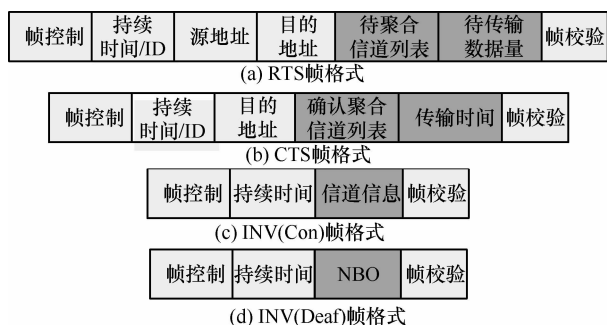 帧控制 持续时间/ID 源地址 目的地址 待聚合信道列表 待传输数据量 帧校验
(a) RTS帧格式
帧控制 持续时间/ID 目的地址 确认聚合信道列表 传输时间 帧校验
(b) CTS帧格式
帧控制 持续时间 信道信息 帧校验
(c) INV(Con)帧格式
帧控制 持续时间 NBO 帧校验
(d) INV(Deaf)帧格式